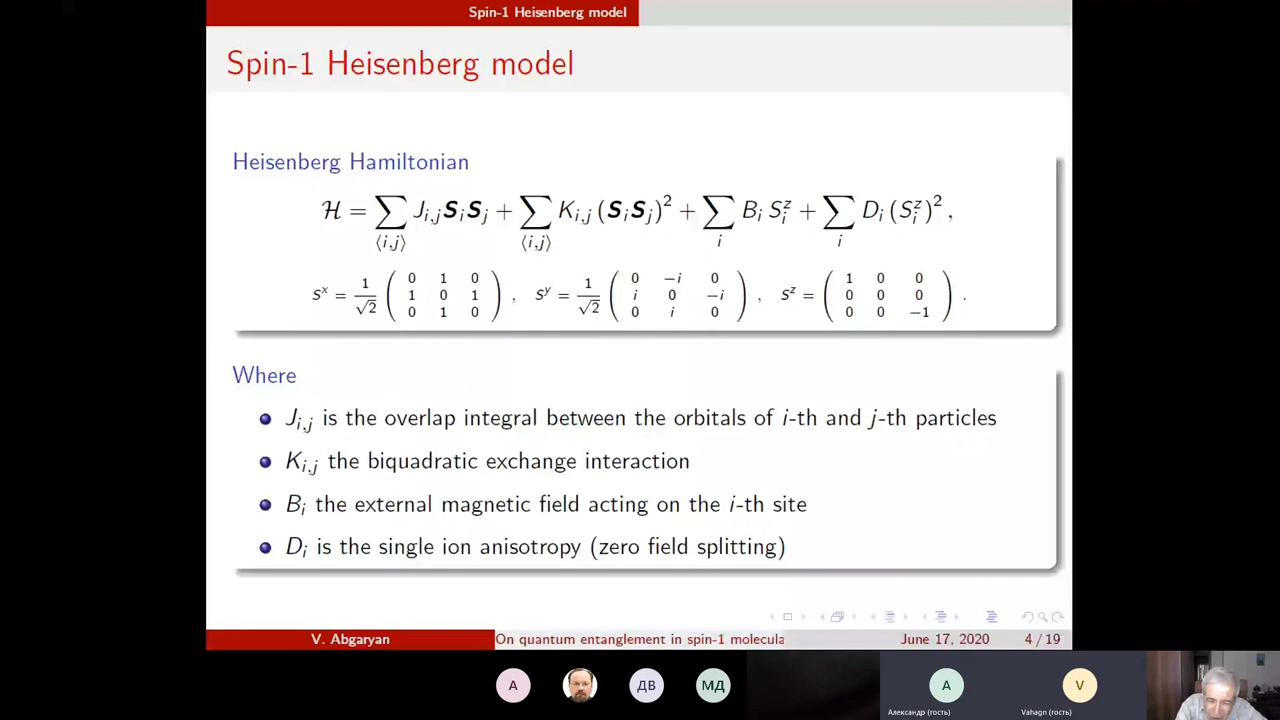 Spin-1 Heisenberg model
Spin-1 Heisenberg model
Heisenberg Hamiltonian
ℋ = ∑⟨i,j⟩ J_{i,j} S_i S_j + ∑⟨i,j⟩ K_{i,j} (S_i S_j)^2 + ∑_i B_i S_i^z + ∑_i D_i (S_i^z)^2 ,
S^x = 1/√2 ( 0 1 0 ; 1 0 1 ; 0 1 0 ) , S^y = 1/√2 ( 0 −i 0 ; i 0 −i ; 0 i 0 ) , S^z = ( 1 0 0 ; 0 0 0 ; 0 0 −1 ) .
Where
J_{i,j} is the overlap integral between the orbitals of i-th and j-th particles
K_{i,j} the biquadratic exchange interaction
B_i the external magnetic field acting on the i-th site
D_i is the single ion anisotropy (zero field splitting)
V. Abgaryan On quantum entanglement in spin-1 molecula June 17, 2020 4 / 19
А ДВ МД A V
Александр (гость) Vahagn (гость)